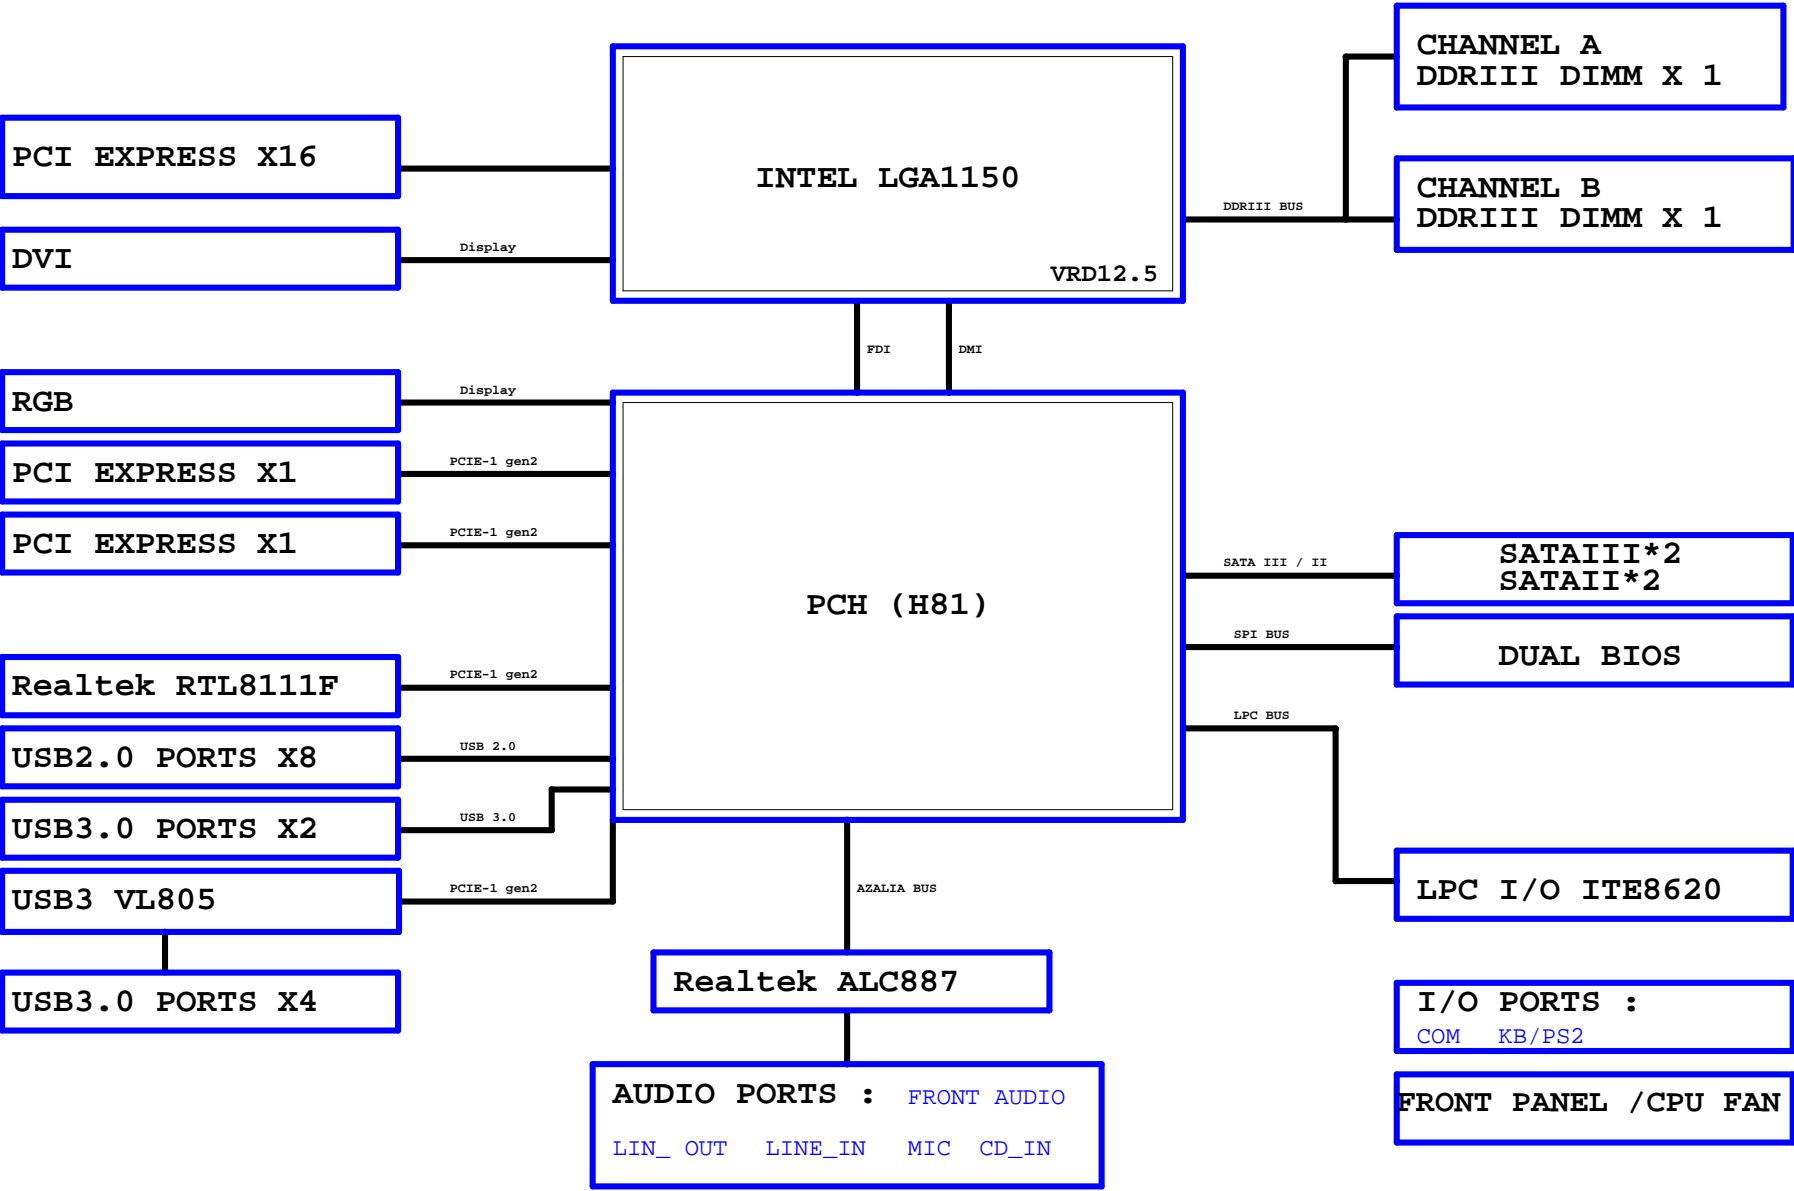 CHANNEL A
DDRIII DIMM X 1
PCI EXPRESS X16
INTEL LGA1150
CHANNEL B
DDRIII DIMM X 1
DDRIII BUS
DVI
Display
VRD12.5
FDI
DMI
RGB
Display
PCI EXPRESS X1
PCIE-1 gen2
PCI EXPRESS X1
PCIE-1 gen2
SATA III / II
SATAIII*2
SATAII*2
PCH (H81)
SPI BUS
DUAL BIOS
Realtek RTL8111F
PCIE-1 gen2
LPC BUS
USB2.0 PORTS X8
USB 2.0
USB3.0 PORTS X2
USB 3.0
USB3 VL805
PCIE-1 gen2
AZALIA BUS
LPC I/O ITE8620
Realtek ALC887
USB3.0 PORTS X4
I/O PORTS :
COM KB/PS2
AUDIO PORTS : FRONT AUDIO
LIN_ OUT LINE_IN MIC CD_IN
FRONT PANEL /CPU FAN